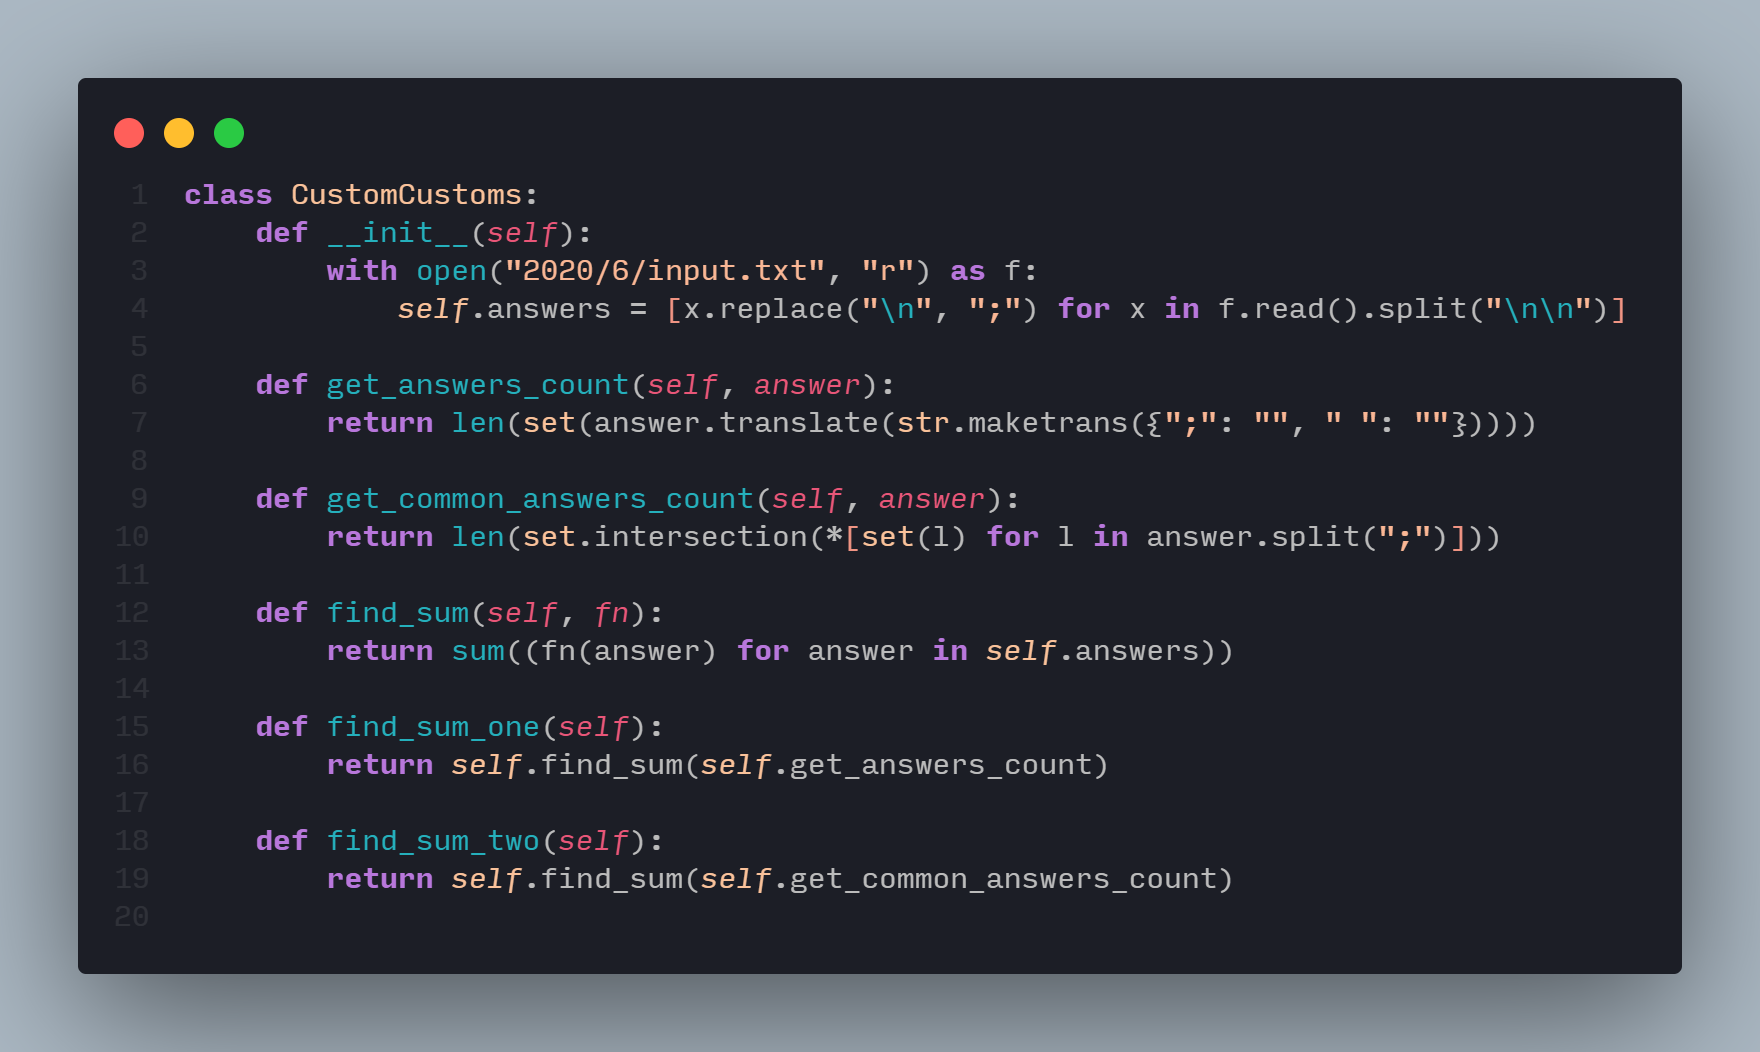 1 class CustomCustoms:
2     def __init__(self):
3         with open("2020/6/input.txt", "r") as f:
4             self.answers = [x.replace("\n", ";") for x in f.read().split("\n\n")]
5
6     def get_answers_count(self, answer):
7         return len(set(answer.translate(str.maketrans({";": "", " ": ""}))))
8
9     def get_common_answers_count(self, answer):
10         return len(set.intersection(*[set(l) for l in answer.split(";")]))
11
12     def find_sum(self, fn):
13         return sum((fn(answer) for answer in self.answers))
14
15     def find_sum_one(self):
16         return self.find_sum(self.get_answers_count)
17
18     def find_sum_two(self):
19         return self.find_sum(self.get_common_answers_count)
20